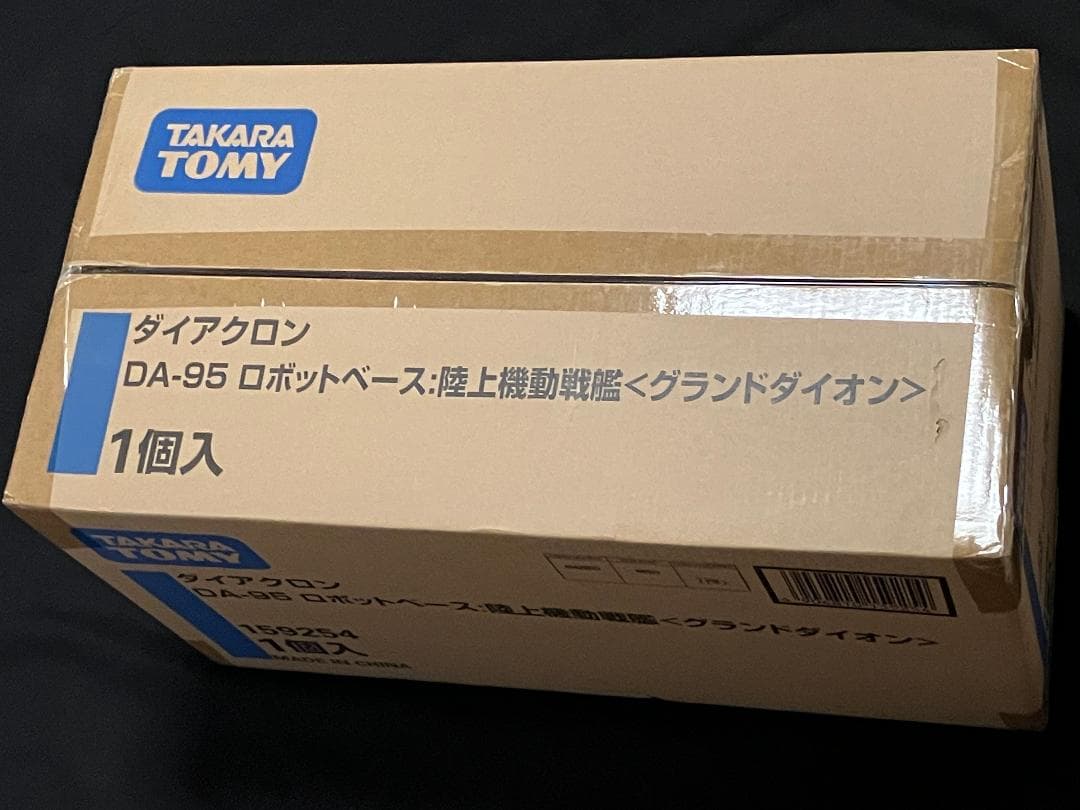 TAKARA
TOMY
ダイアクロン
DA-95 ロボットベース:陸上機動戦艦<グランドダイオン>
1個入
TAKARA
TOMY
ダイアクロン
DA-95 ロボットベース:陸上機動戦艦<グランドダイオン>
159254
1個入
MADE IN CHINA